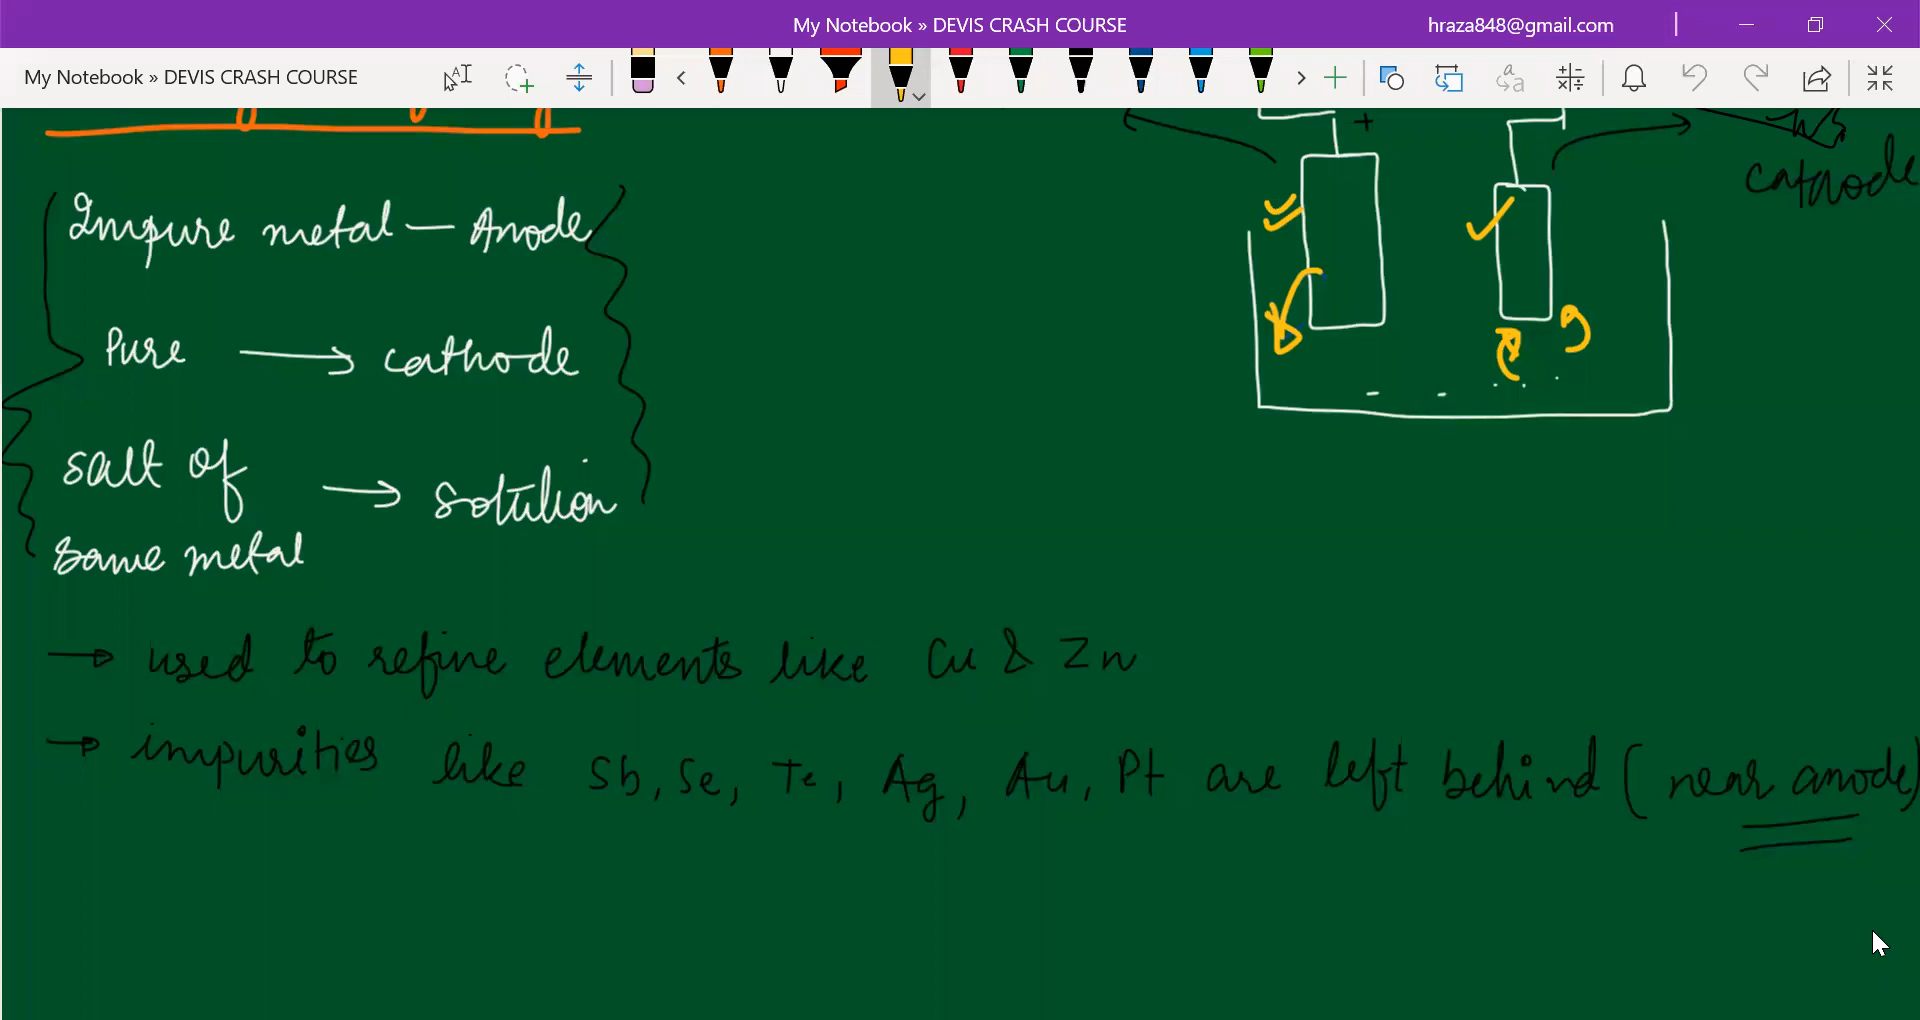 My Notebook » DEVIS CRASH COURSE
hraza848@gmail.com
My Notebook » DEVIS CRASH COURSE
+
cathode
Impure metal — Anode
Pure → cathode
salt of
same metal → solution
→ used to refine elements like Cu & Zn
→ impurities like Sb, Se, Te, Ag, Au, Pt are left behind (near anode)